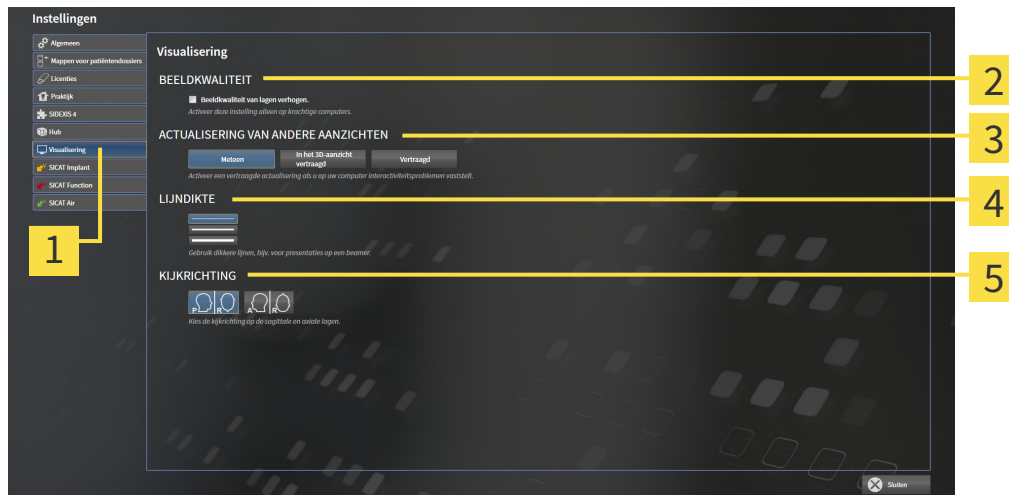 Instellingen
Algemeen
Mappen voor patiëntendossiers
Licenties
Praktijk
SIDEXIS 4
Hub
Visualisering
SICAT Implant
SICAT Function
SICAT Air
1
Visualisering
BEELDKWALITEIT
2
Beeldkwaliteit van lagen verhogen.
Activeer deze instelling alleen op krachtige computers.
ACTUALISERING VAN ANDERE AANZICHTEN
3
Meteen
In het 3D-aanzicht
vertraagd
Vertraagd
Activeer een vertraagde actualisering als u op uw computer interactiviteitsproblemen vaststelt.
LIJNDIKTE
4
Gebruik dikkere lijnen, bijv. voor presentaties op een beamer.
KIJKRICHTING
5
P R
A R
Kies de kijkrichting op de sagittale en axiale lagen.
Sluiten